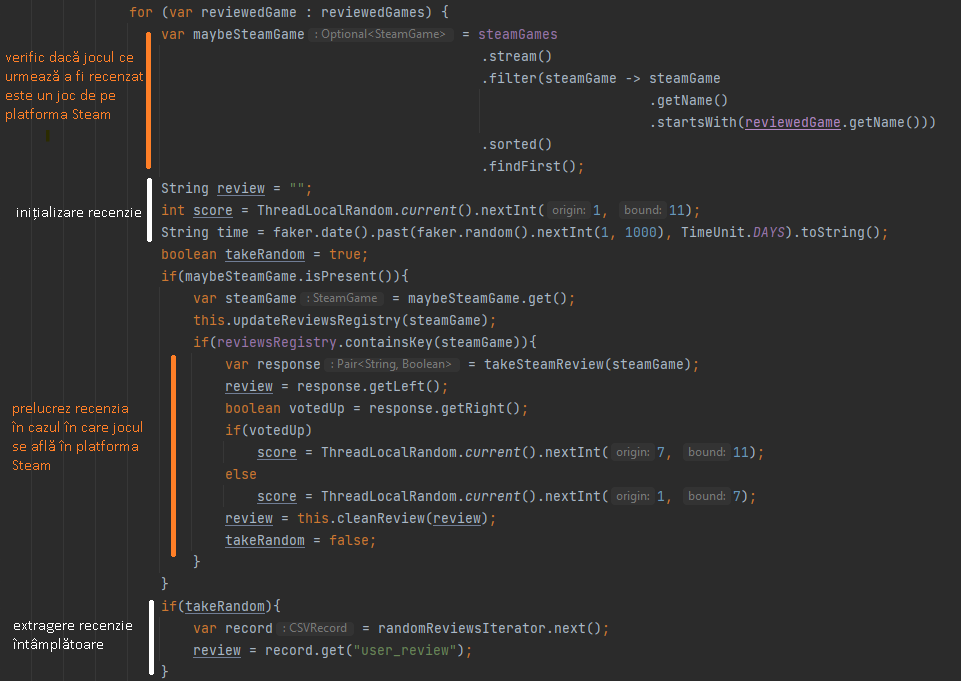 for (var reviewedGame : reviewedGames) {
var maybeSteamGame : Optional<SteamGame> = steamGames
verific dacă jocul ce
.stream()
urmează a fi recenzat
.filter(steamGame -> steamGame
este un joc de pe
.getName()
platforma Steam
.startsWith(reviewedGame.getName()))
.sorted()
.findFirst();
String review = "";
inițializare recenzie
int score = ThreadLocalRandom.current().nextInt( origin: 1, bound: 11);
String time = faker.date().past(faker.random().nextInt(1, 1000), TimeUnit.DAYS).toString();
boolean takeRandom = true;
if(maybeSteamGame.isPresent()){
var steamGame : SteamGame = maybeSteamGame.get();
this.updateReviewsRegistry(steamGame);
if(reviewsRegistry.containsKey(steamGame)){
var response : Pair<String, Boolean> = takeSteamReview(steamGame);
review = response.getLeft();
prelucrez recenzia
boolean votedUp = response.getRight();
în cazul în care jocul
if(votedUp)
se află în platforma
score = ThreadLocalRandom.current().nextInt( origin: 7, bound: 11);
Steam
else
score = ThreadLocalRandom.current().nextInt( origin: 1, bound: 7);
review = this.cleanReview(review);
takeRandom = false;
}
}
if(takeRandom){
extragere recenzie
var record : CSVRecord = randomReviewsIterator.next();
întâmplătoare
review = record.get("user_review");
}